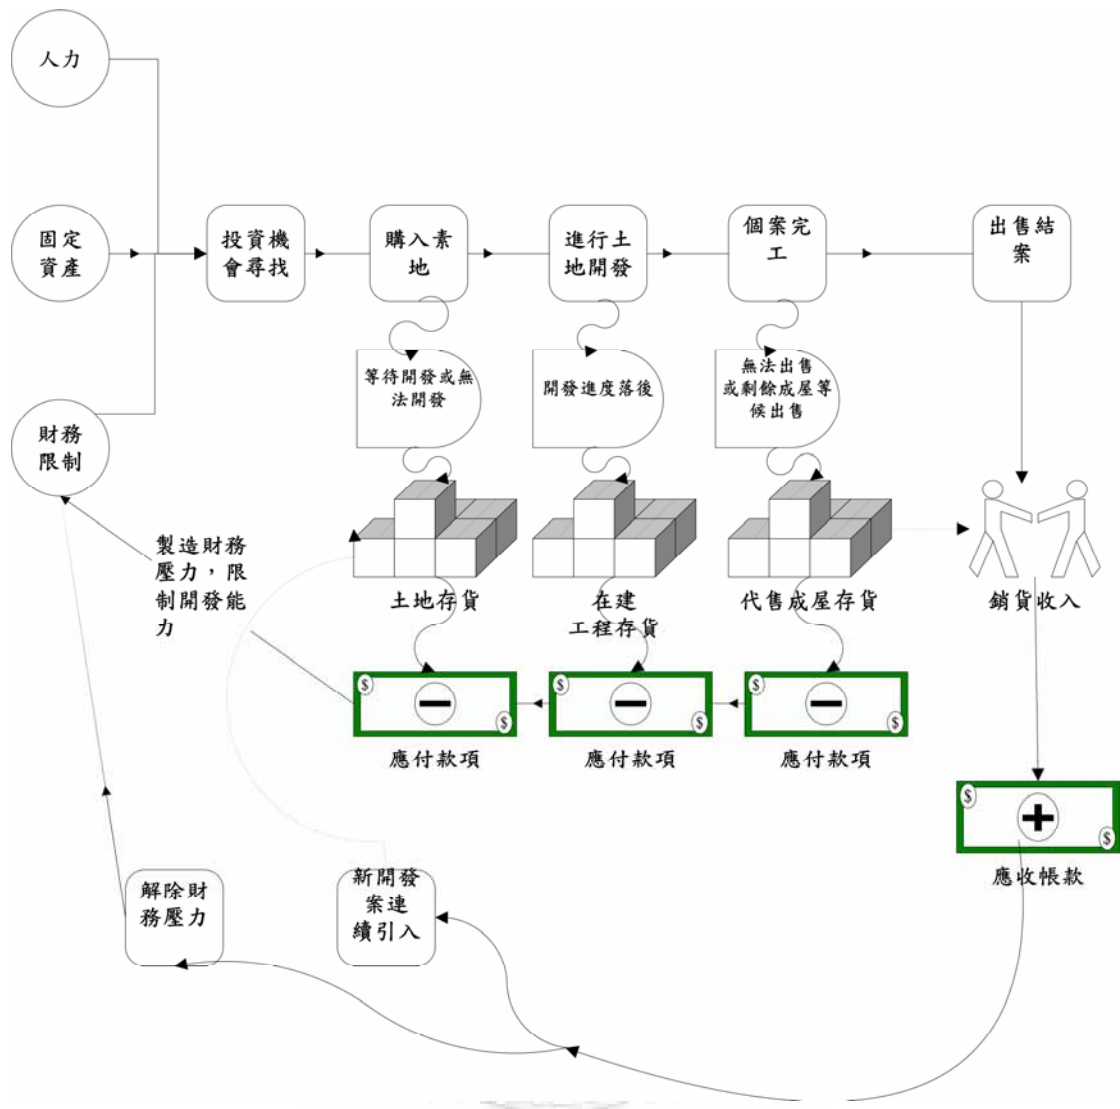 人力
固定
資產
投資機
會尋找
購入素
地
進行土
地開發
個案完
工
出售結
案
等待開發或無
法開發
開發進度落後
無法出售
或剩餘成屋等
候出售
財務
限制
製造財務
壓力，限
制開發能
力
土地存貨
在建
工程存貨
代售成屋存貨
銷貨收入
$
$
$
$
$
$
應付款項
應付款項
應付款項
$
$
應收帳款
解除財
務壓力
新開發
案連
續引入